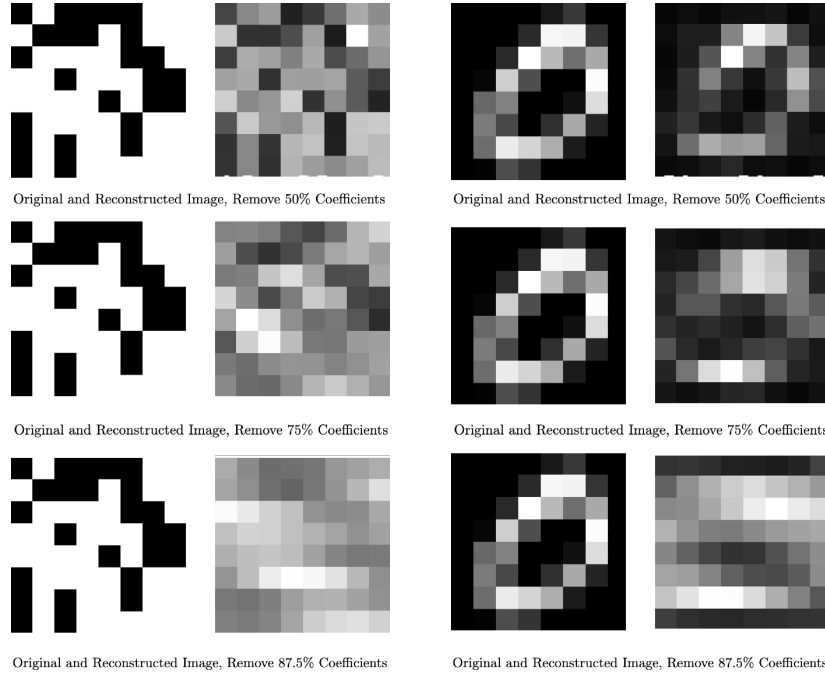 Original and Reconstructed Image, Remove 50% Coefficients
Original and Reconstructed Image, Remove 50% Coefficients
Original and Reconstructed Image, Remove 75% Coefficients
Original and Reconstructed Image, Remove 75% Coefficients
Original and Reconstructed Image, Remove 87.5% Coefficients
Original and Reconstructed Image, Remove 87.5% Coefficients